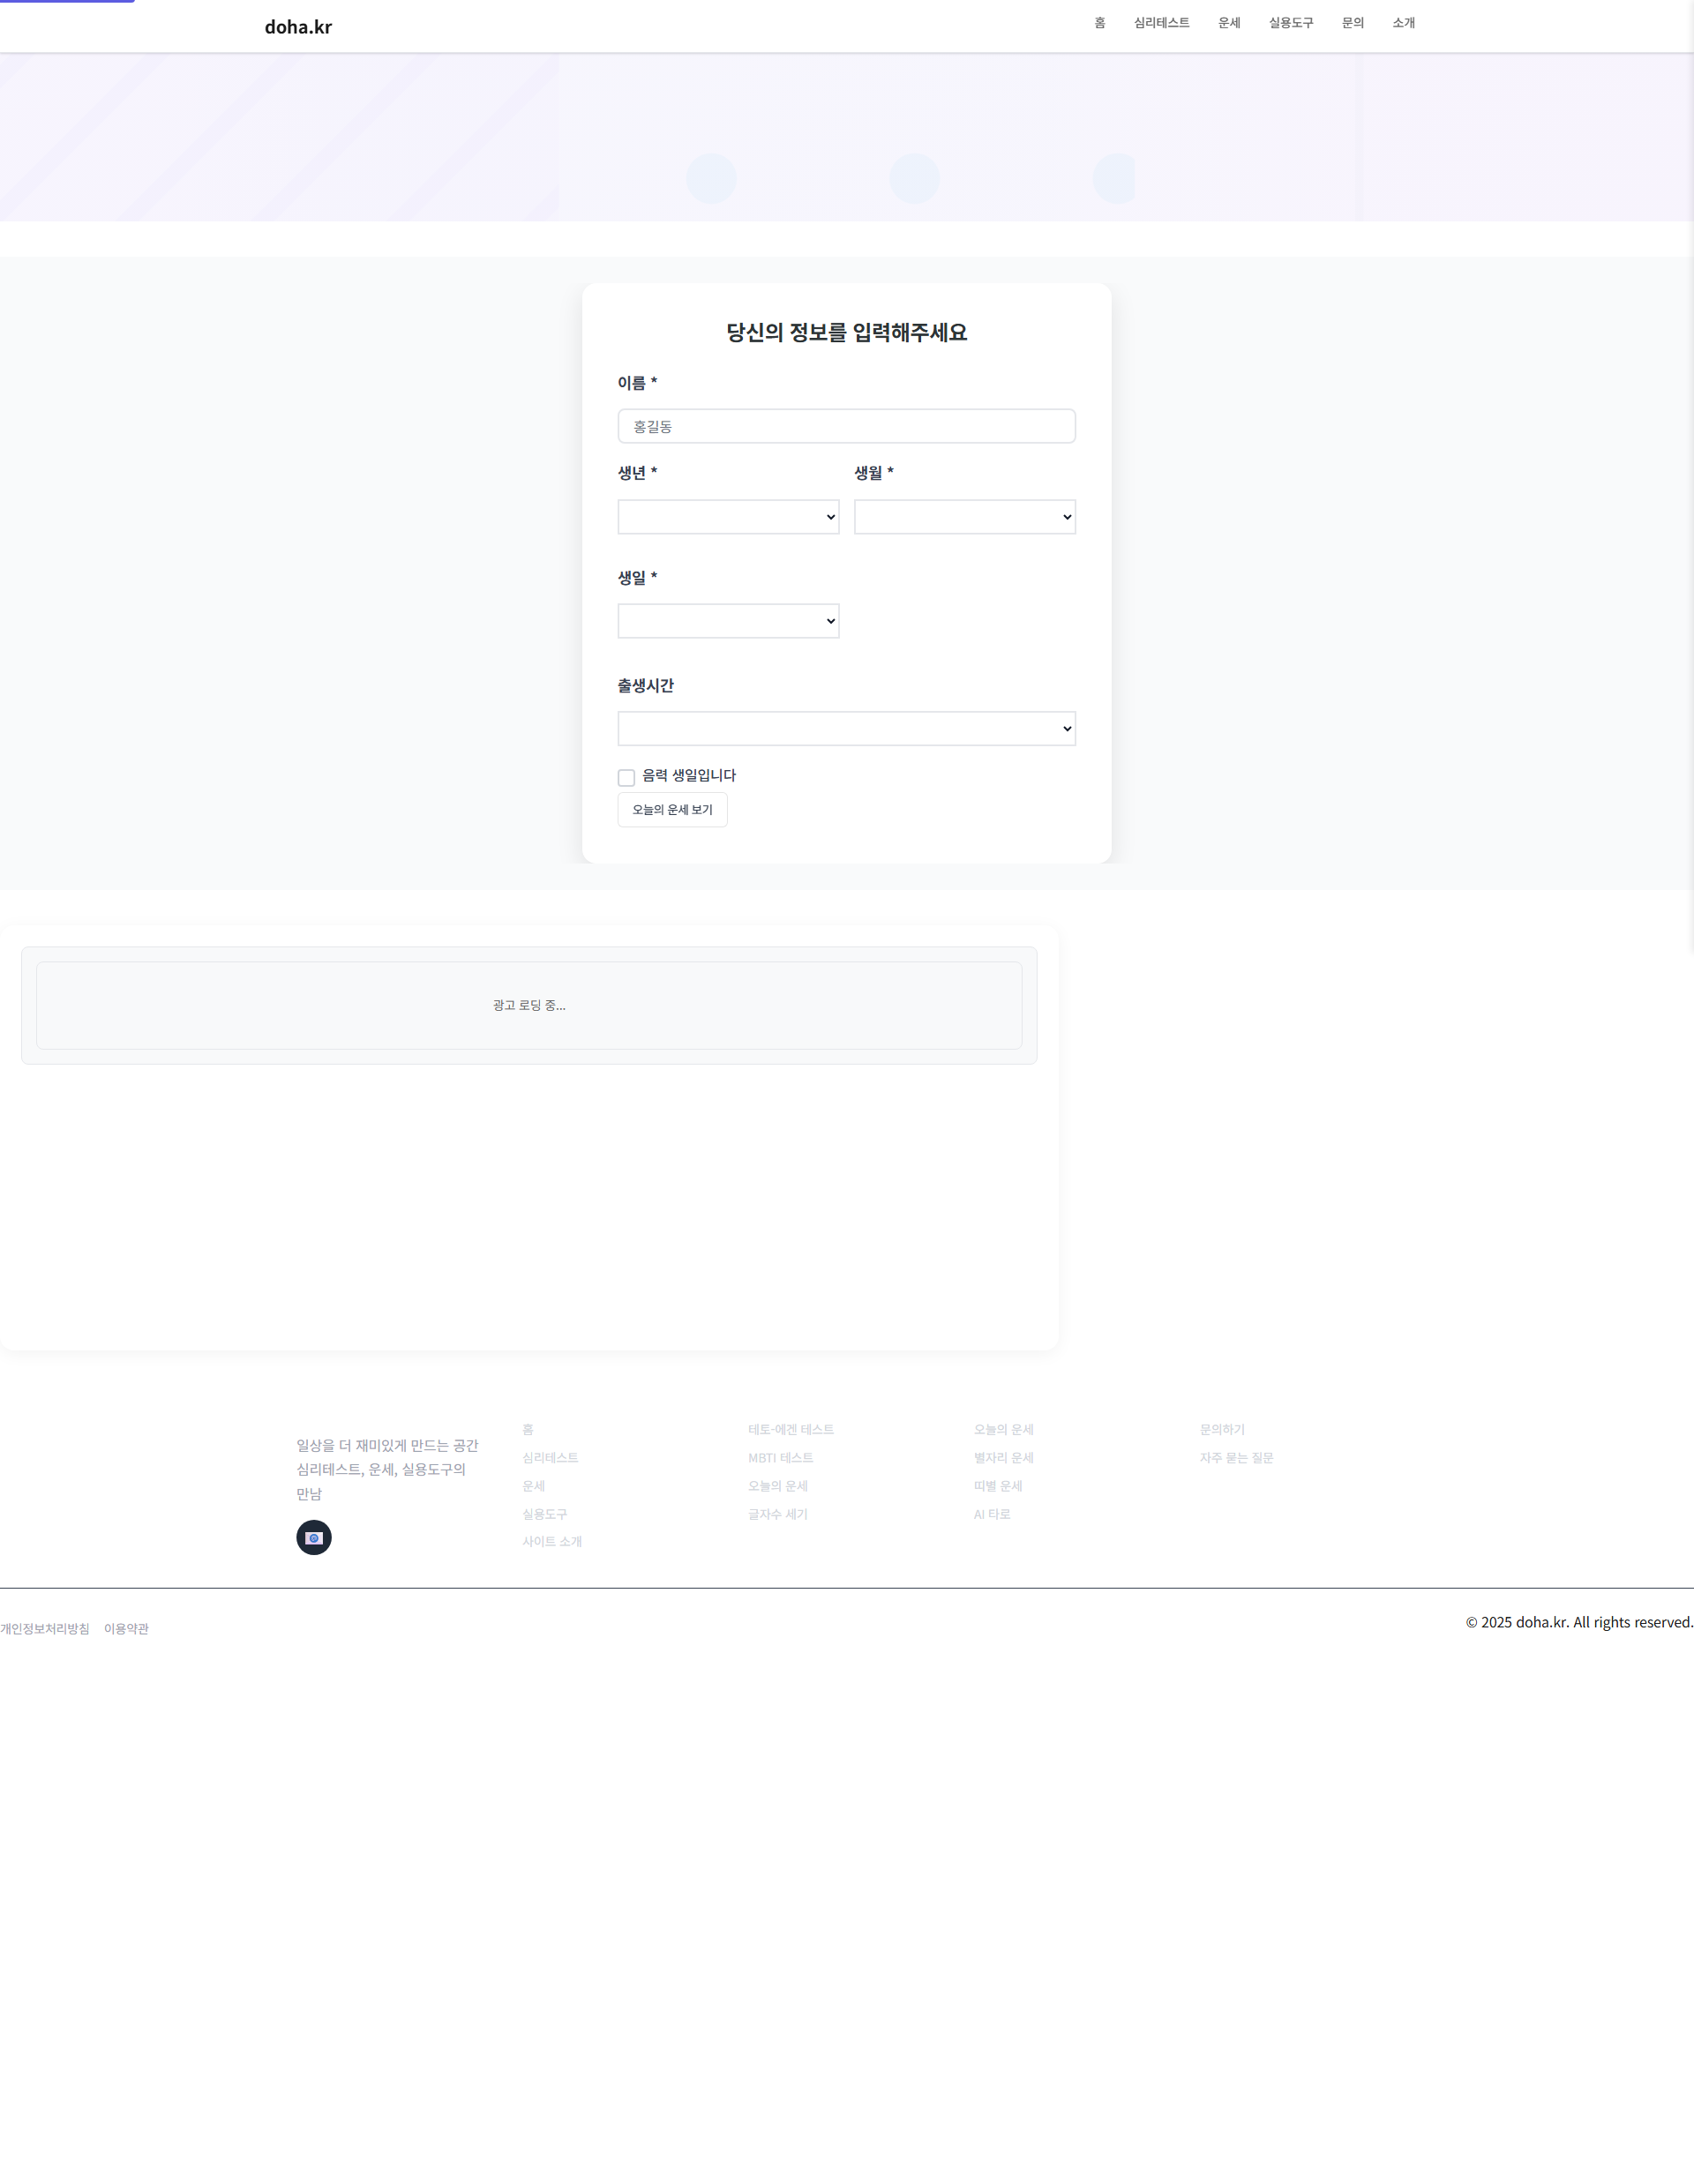 doha.kr
홈 심리테스트 운세 실용도구 문의 소개
당신의 정보를 입력해주세요
이름 *
홍길동
생년 * 생월 *
생일 *
출생시간
음력 생일입니다
오늘의 운세 보기
광고 로딩 중...
일상을 더 재미있게 만드는 공간
심리테스트, 운세, 실용도구의
만남
홈
심리테스트
운세
실용도구
사이트 소개
테토-에겐 테스트
MBTI 테스트
오늘의 운세
글자수 세기
오늘의 운세
별자리 운세
띠별 운세
AI 타로
문의하기
자주 묻는 질문
개인정보처리방침 이용약관
© 2025 doha.kr. All rights reserved.